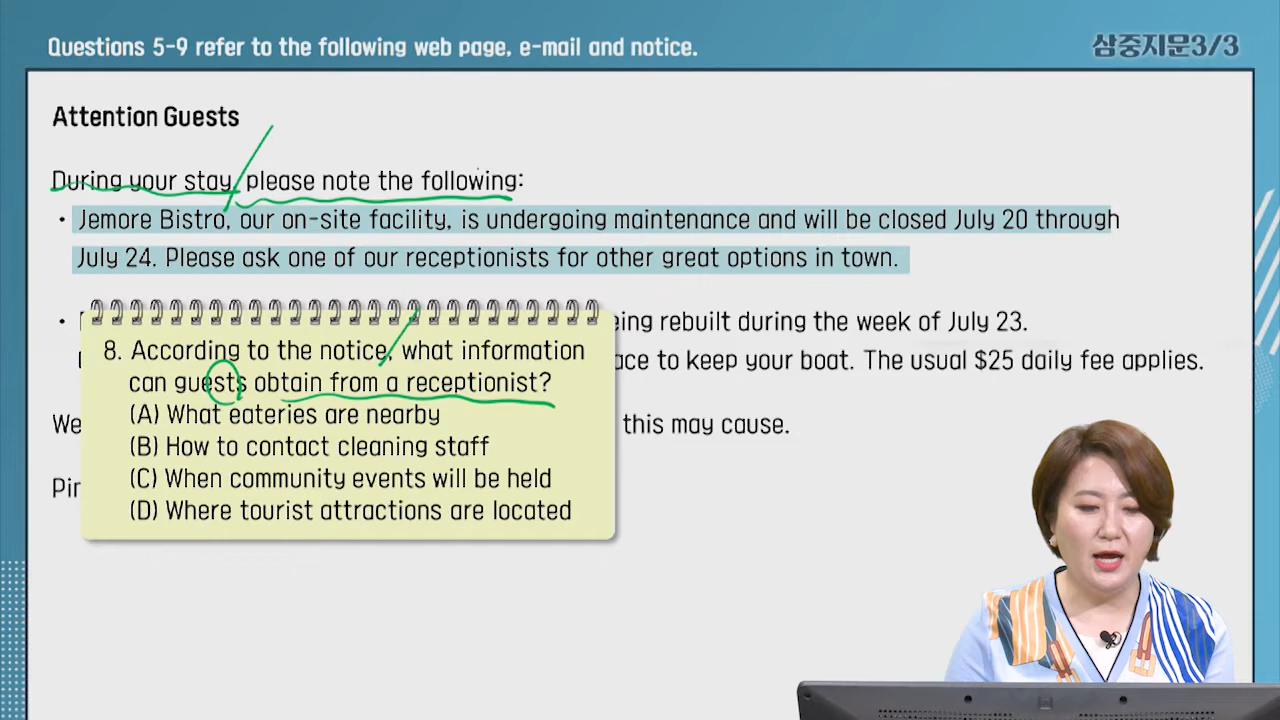 Questions 5-9 refer to the following web page, e-mail and notice.
삼중지문3/3
Attention Guests
During your stay, please note the following:
• Jemore Bistro, our on-site facility, is undergoing maintenance and will be closed July 20 through
July 24. Please ask one of our receptionists for other great options in town.
• eing rebuilt during the week of July 23.
ace to keep your boat. The usual $25 daily fee applies.
We this may cause.
Pin
8. According to the notice, what information
can guests obtain from a receptionist?
(A) What eateries are nearby
(B) How to contact cleaning staff
(C) When community events will be held
(D) Where tourist attractions are located